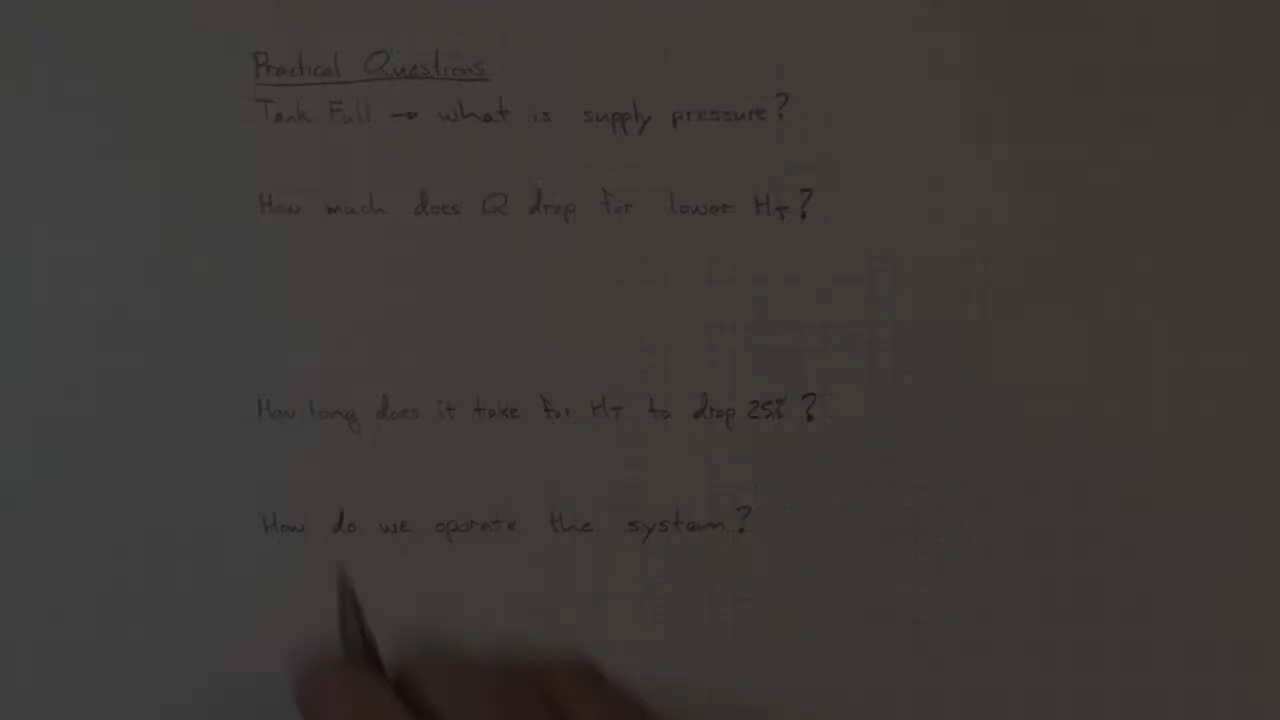 Practical Questions
Tank Full → what is supply pressure?
How much does Q drop for lower HT?
How long does it take for HT to drop 25%?
How do we operate the system?